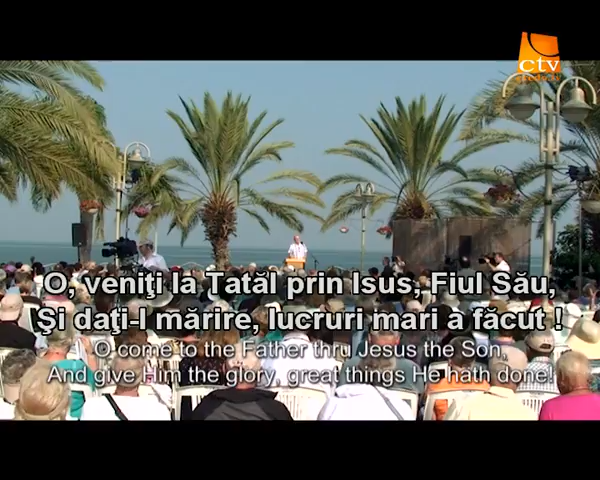 ctv
O, veniţi la Tatăl prin Isus, Fiul Său,
Şi daţi-I mărire, lucruri mari a făcut !
O come to the Father thru Jesus the Son,
And give Him the glory, great things He hath done!